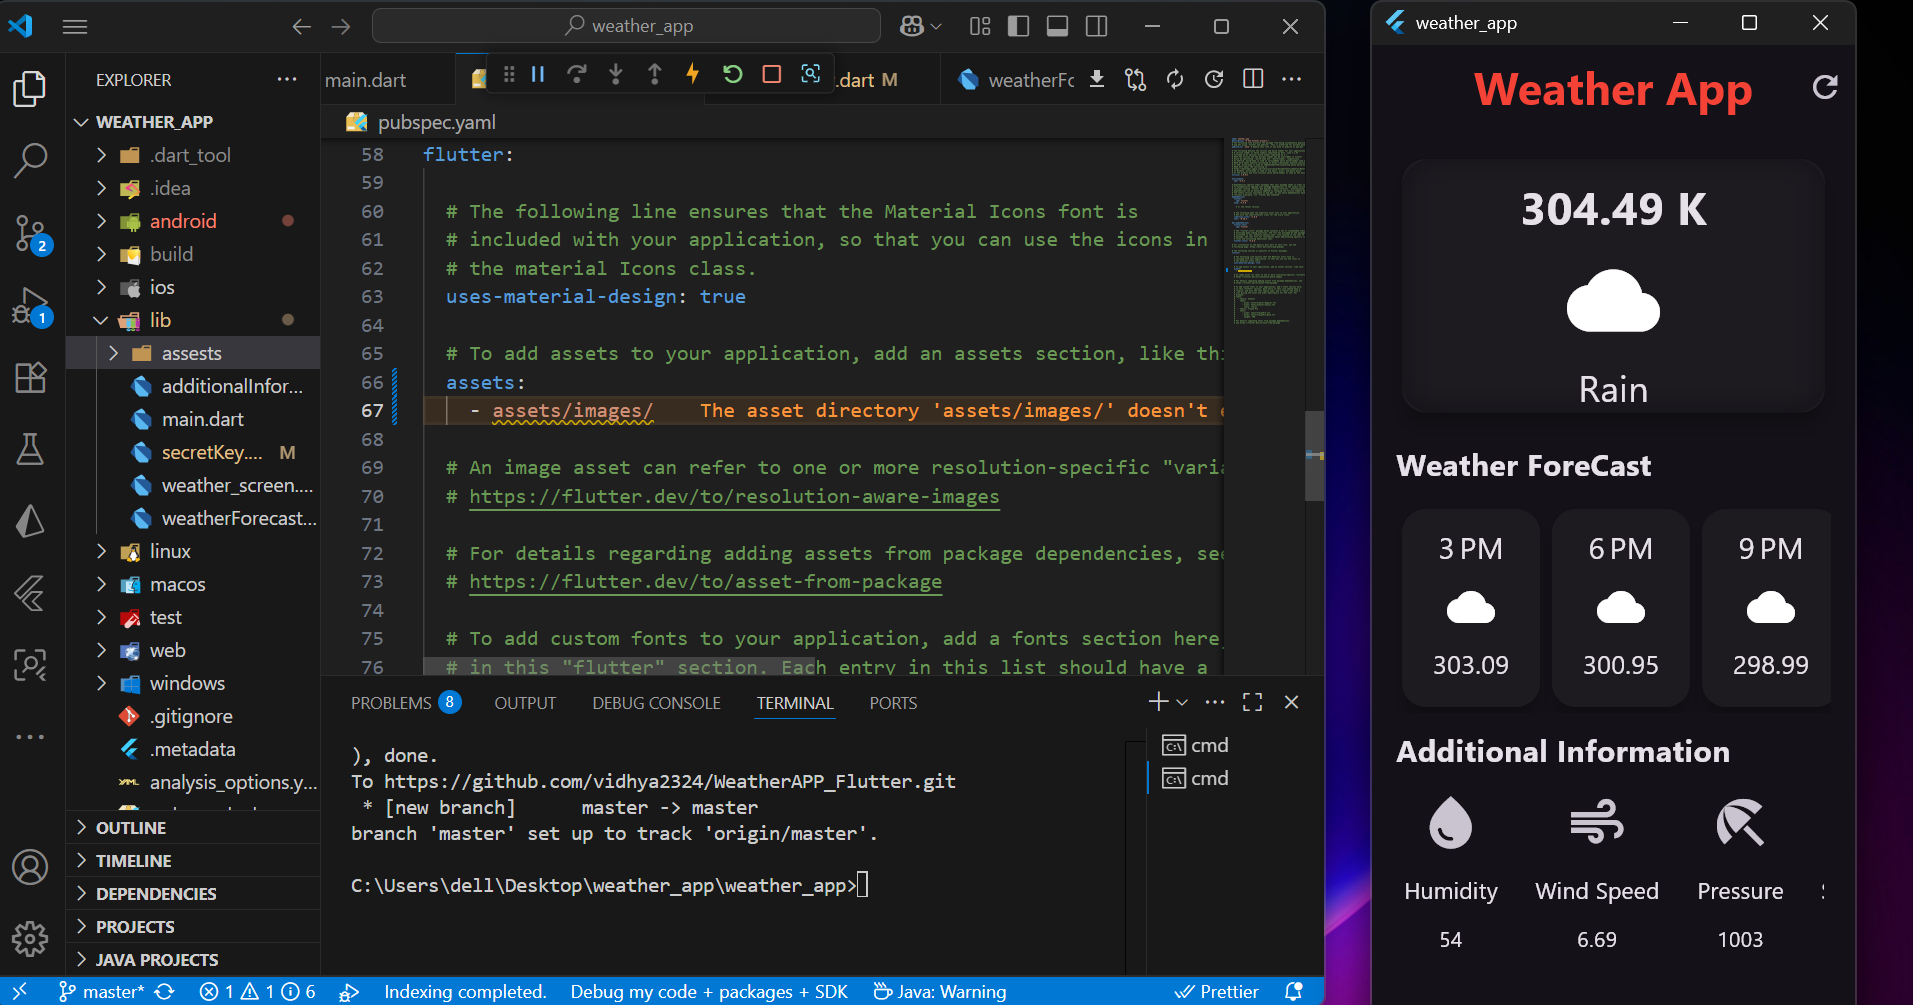 weather_app
EXPLORER
WEATHER_APP
.dart_tool
.idea
android
build
ios
lib
assests
additionalInfor...
main.dart
secretKey.... M
weather_screen....
weatherForecast...
linux
macos
test
web
windows
.gitignore
.metadata
analysis_options.y...
OUTLINE
TIMELINE
DEPENDENCIES
PROJECTS
JAVA PROJECTS
2
1
main.dart
.dart M
weatherFc
pubspec.yaml
58 flutter:
59
60 # The following line ensures that the Material Icons font is
61 # included with your application, so that you can use the icons in
62 # the material Icons class.
63 uses-material-design: true
64
65 # To add assets to your application, add an assets section, like thi
66 assets:
67 - assets/images/ The asset directory 'assets/images/' doesn't e
68
69 # An image asset can refer to one or more resolution-specific "varia
70 # https://flutter.dev/to/resolution-aware-images
71
72 # For details regarding adding assets from package dependencies, see
73 # https://flutter.dev/to/asset-from-package
74
75 # To add custom fonts to your application, add a fonts section here,
76 # in this "flutter" section. Each entry in this list should have a
PROBLEMS 8 OUTPUT DEBUG CONSOLE TERMINAL PORTS
), done.
To https://github.com/vidhya2324/WeatherAPP_Flutter.git
* [new branch] master -> master
branch 'master' set up to track 'origin/master'.
C:\Users\dell\Desktop\weather_app\weather_app>
cmd
cmd
master* 1 1 6 Indexing completed. Debug my code + packages + SDK Java: Warning Prettier
weather_app
Weather App
304.49 K
Rain
Weather ForeCast
3 PM 6 PM 9 PM
303.09 300.95 298.99
Additional Information
Humidity Wind Speed Pressure
54 6.69 1003